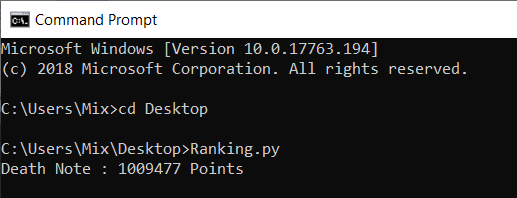 Command Prompt
Microsoft Windows [Version 10.0.17763.194]
(c) 2018 Microsoft Corporation. All rights reserved.
C:\Users\Mix>cd Desktop
C:\Users\Mix\Desktop>Ranking.py
Death Note : 1009477 Points